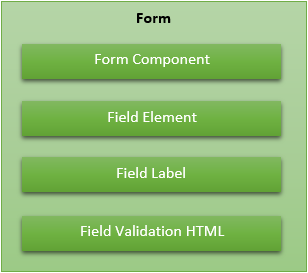 Form
Form Component
Field Element
Field Label
Field Validation HTML